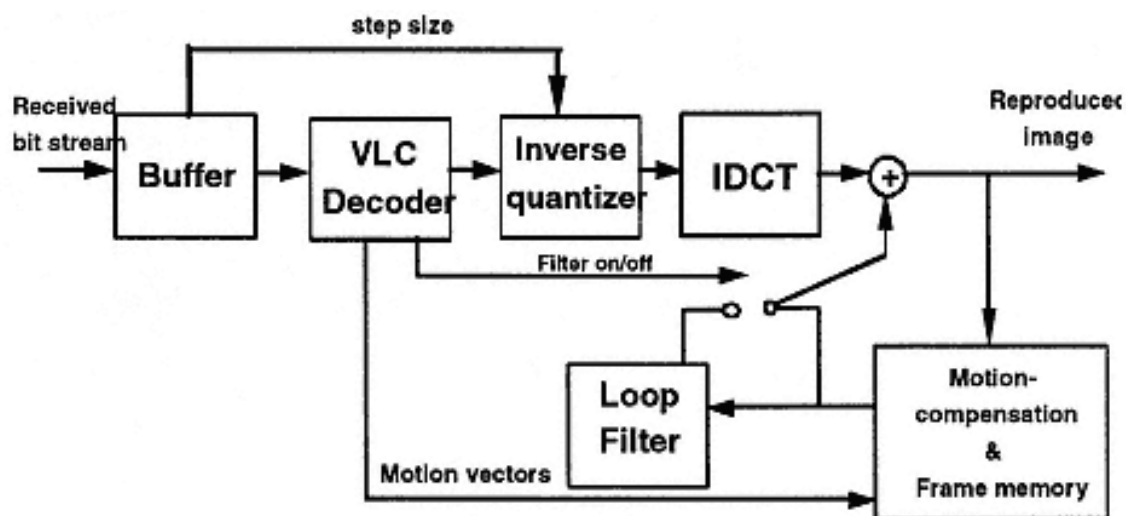 step size
Received
bit stream
Buffer
VLC
Decoder
Inverse
quantizer
IDCT
+
Reproduced
image
Filter on/off
Loop
Filter
Motion-
compensation
&
Frame memory
Motion vectors